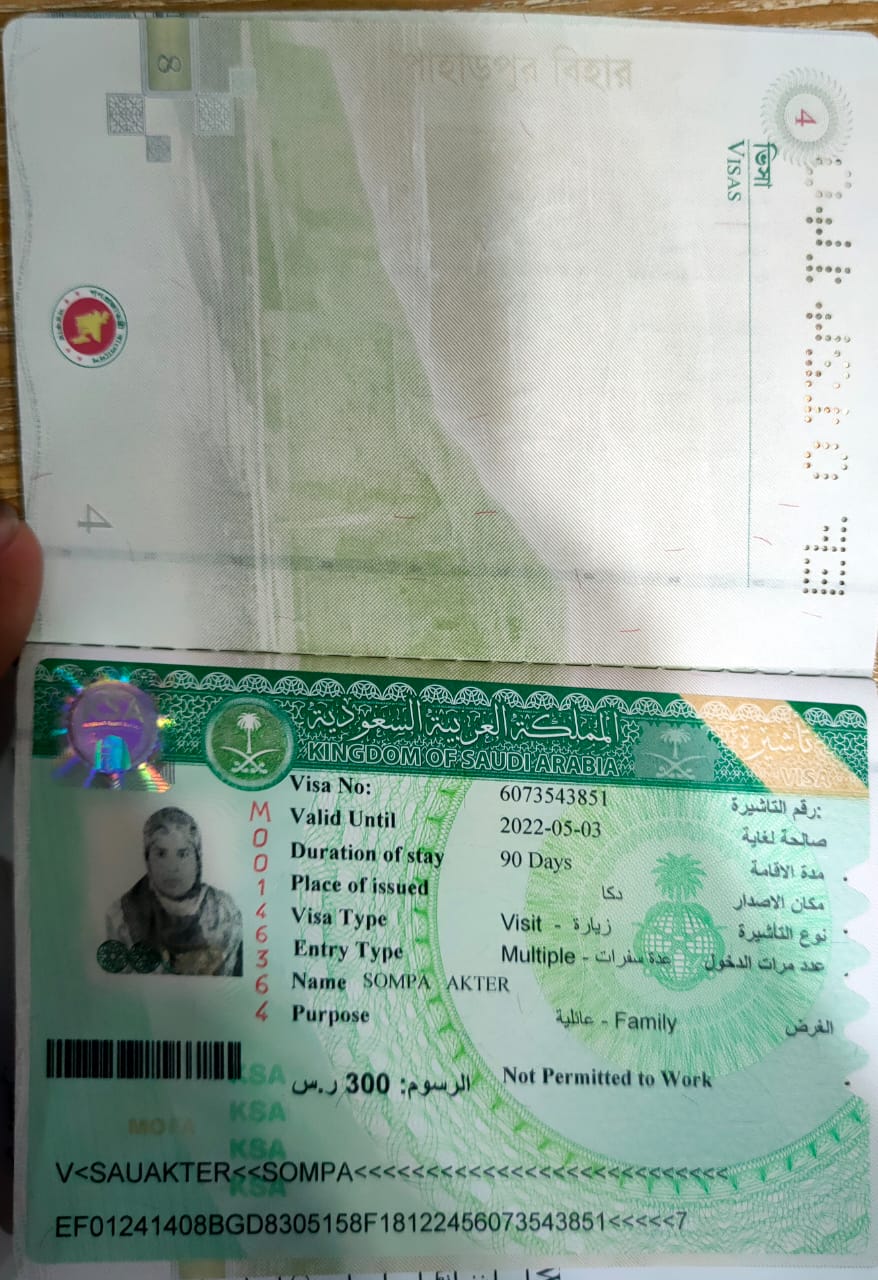 পাহাড়পুর বিহার
8
4
ভিসা
VISAS
4
المملكة العربية السعودية
KINGDOM OF SAUDI ARABIA
تأشيرة
VISA
Visa No: 6073543851 رقم التاشيرة:
Valid Until 2022-05-03 صالحة لغاية
Duration of stay 90 Days مدة الاقامة
Place of issued دكا مكان الاصدار
Visa Type Visit - زيارة نوع التأشيرة
Entry Type Multiple - عدة سفرات عدد مرات الدخول
Name SOMPA AKTER
Purpose عائلية - Family الغرض
M00146364
الرسوم: 300 ر.س Not Permitted to Work
KSA
KSA
KSA
KSA
MOFA
V<SAUAKTER<<SOMPA<<<<<<<<<<<<<<<<<<<<<<<<<<<
EF01241408BGD8305158F18122456073543851<<<<<7